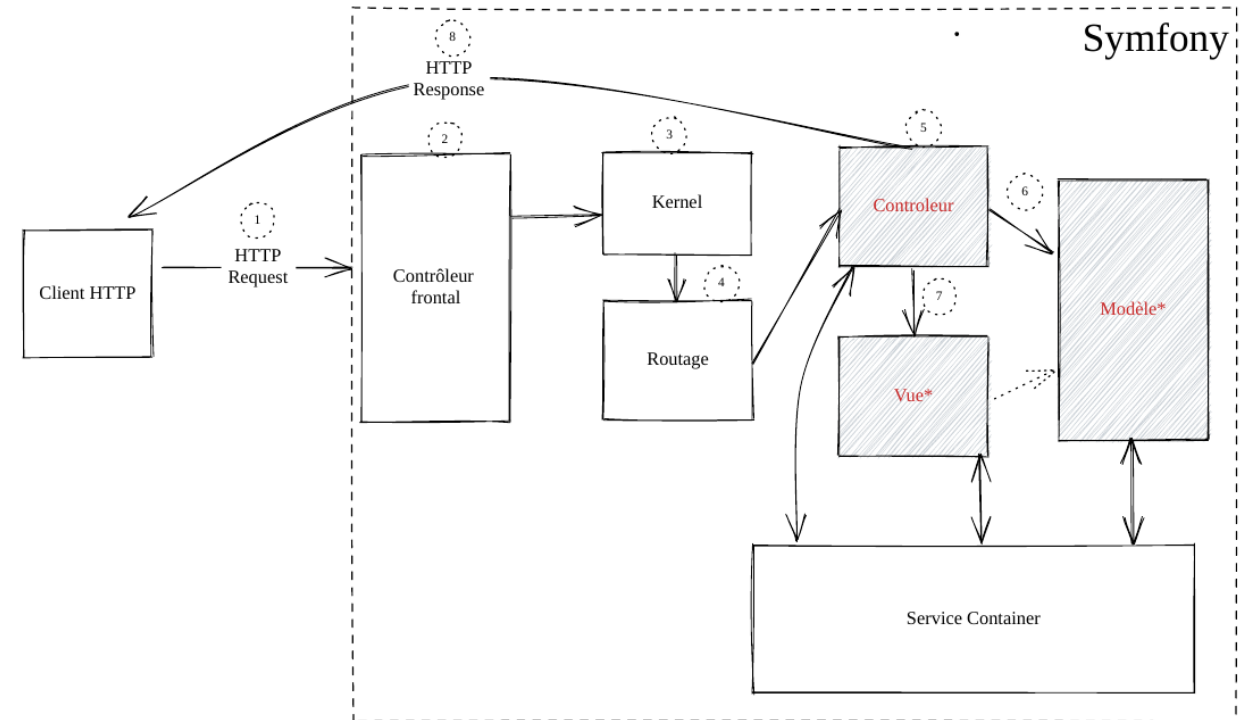 Symfony
8
HTTP
Response
1
HTTP
Request
Client HTTP
2
Contrôleur
frontal
3
Kernel
4
Routage
5
Controleur
6
Modèle*
7
Vue*
Service Container